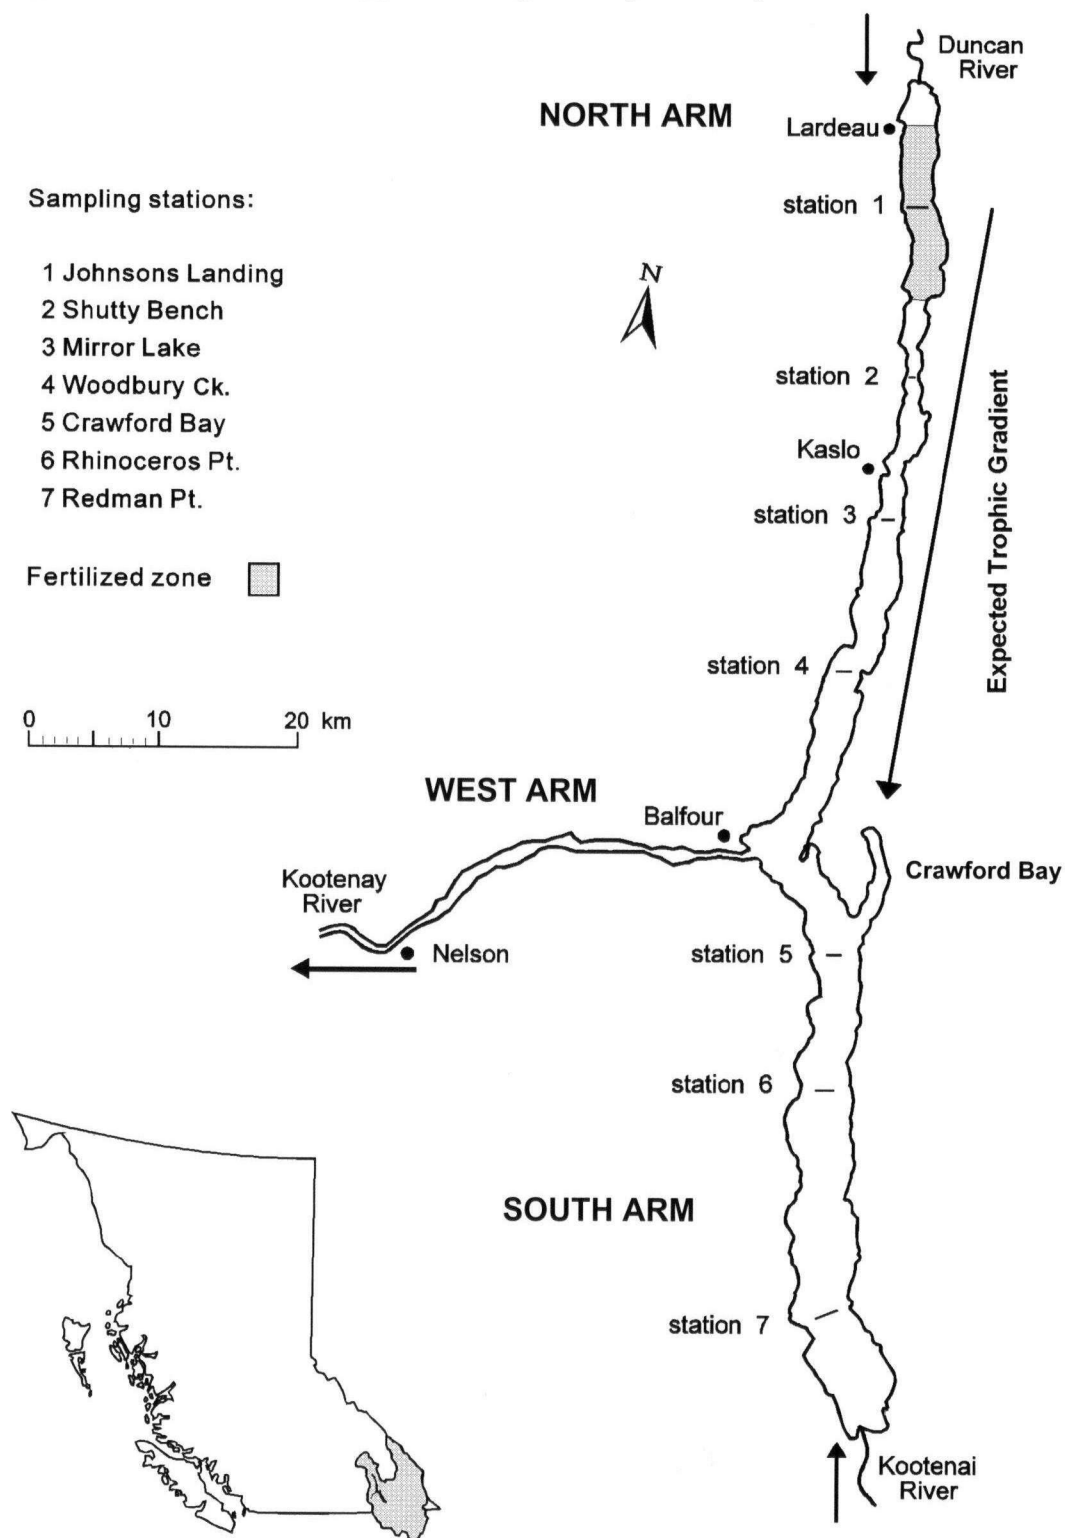 Duncan
River
NORTH ARM
Lardeau
Sampling stations:
station 1
1 Johnsons Landing
2 Shutty Bench
3 Mirror Lake
4 Woodbury Ck.
5 Crawford Bay
6 Rhinoceros Pt.
7 Redman Pt.
N
station 2
Expected Trophic Gradient
Kaslo
station 3
Fertilized zone
station 4
0 10 20 km
WEST ARM
Balfour
Crawford Bay
Kootenay
River
Nelson
station 5
station 6
SOUTH ARM
station 7
Kootenai
River